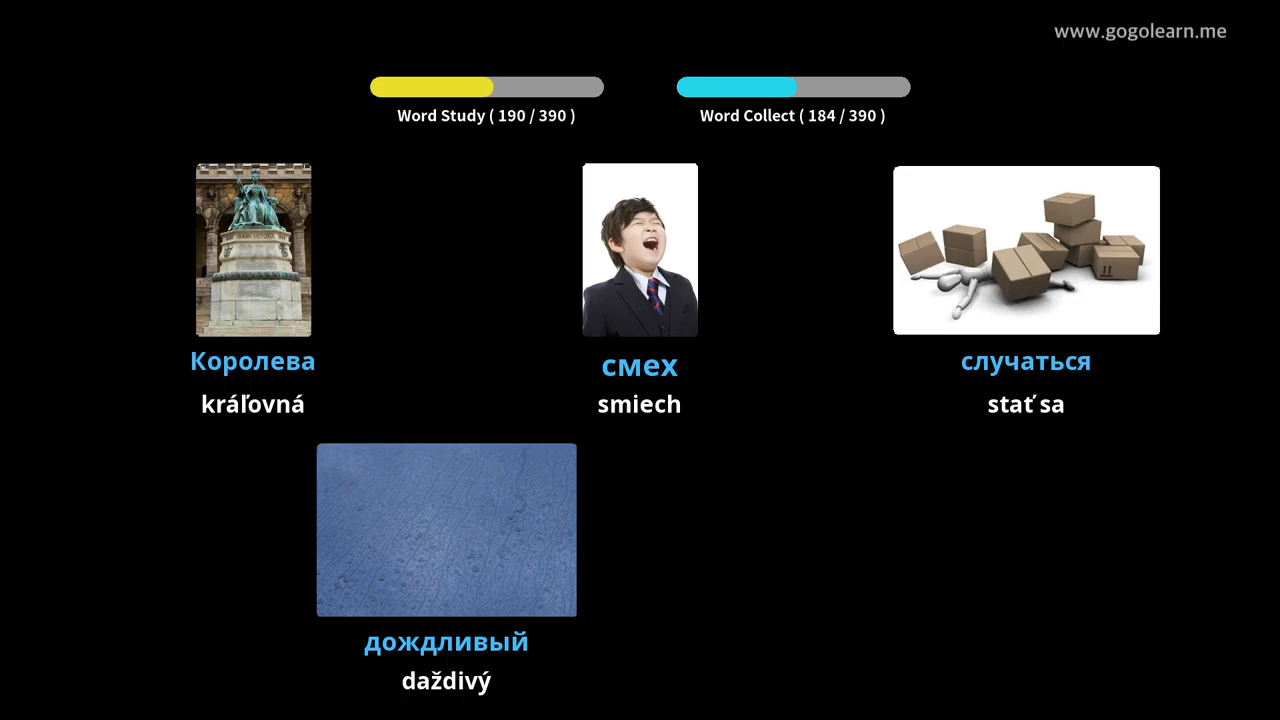 www.gogolearn.me
Word Study ( 190 / 390 )
Word Collect ( 184 / 390 )
Королева
kráľovná
смех
smiech
случаться
stať sa
дождливый
daždivý